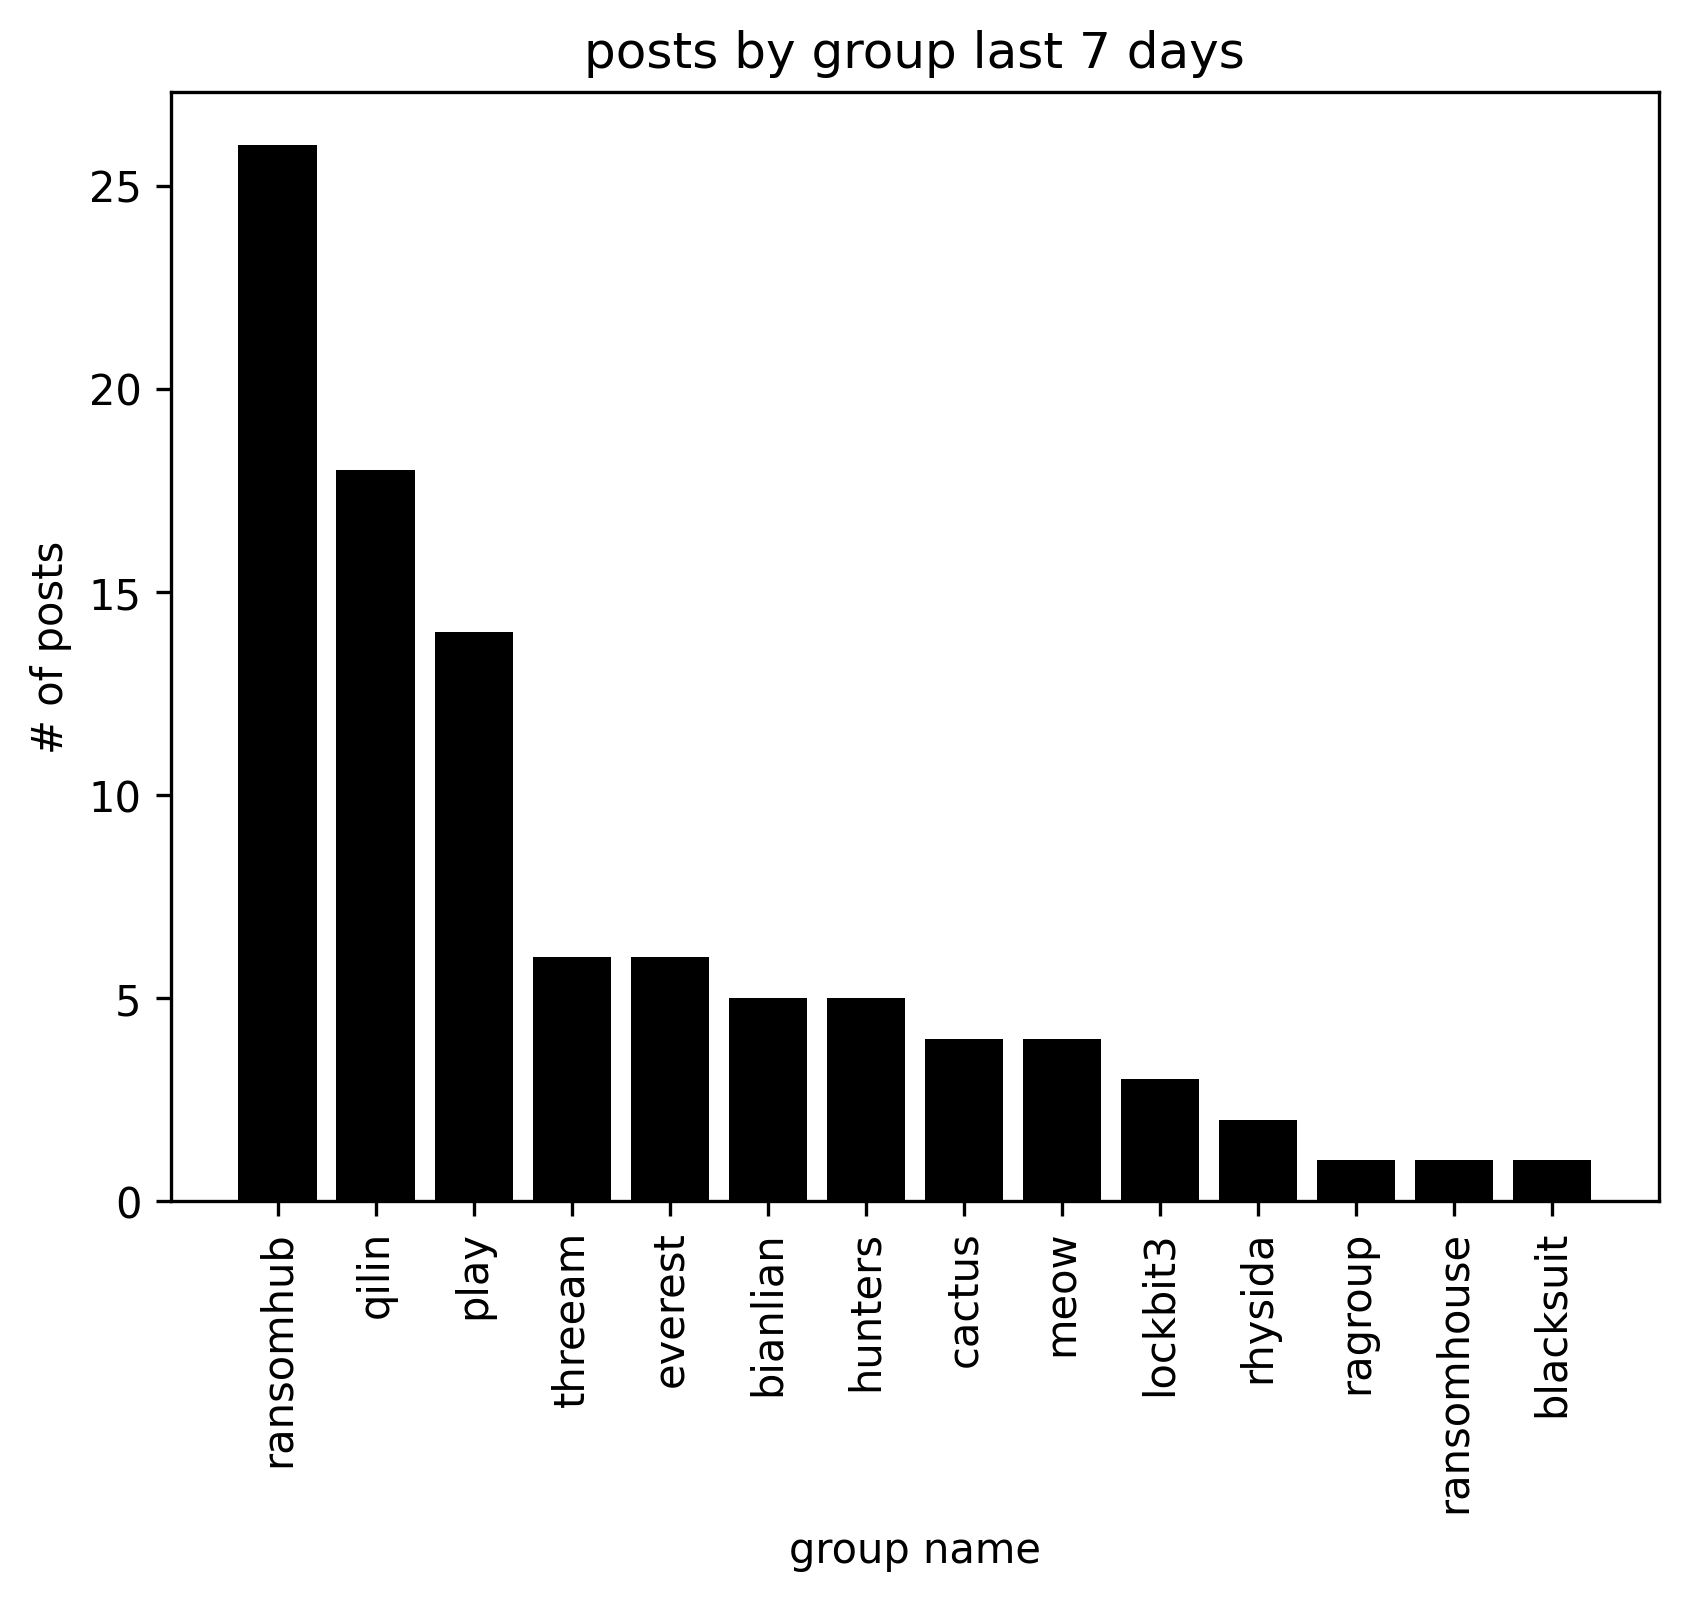 posts by group last 7 days
# of posts
25
20
15
10
5
0
ransomhub
qilin
play
threeam
everest
bianlian
hunters
cactus
meow
lockbit3
rhysida
ragroup
ransomhouse
blacksuit
group name